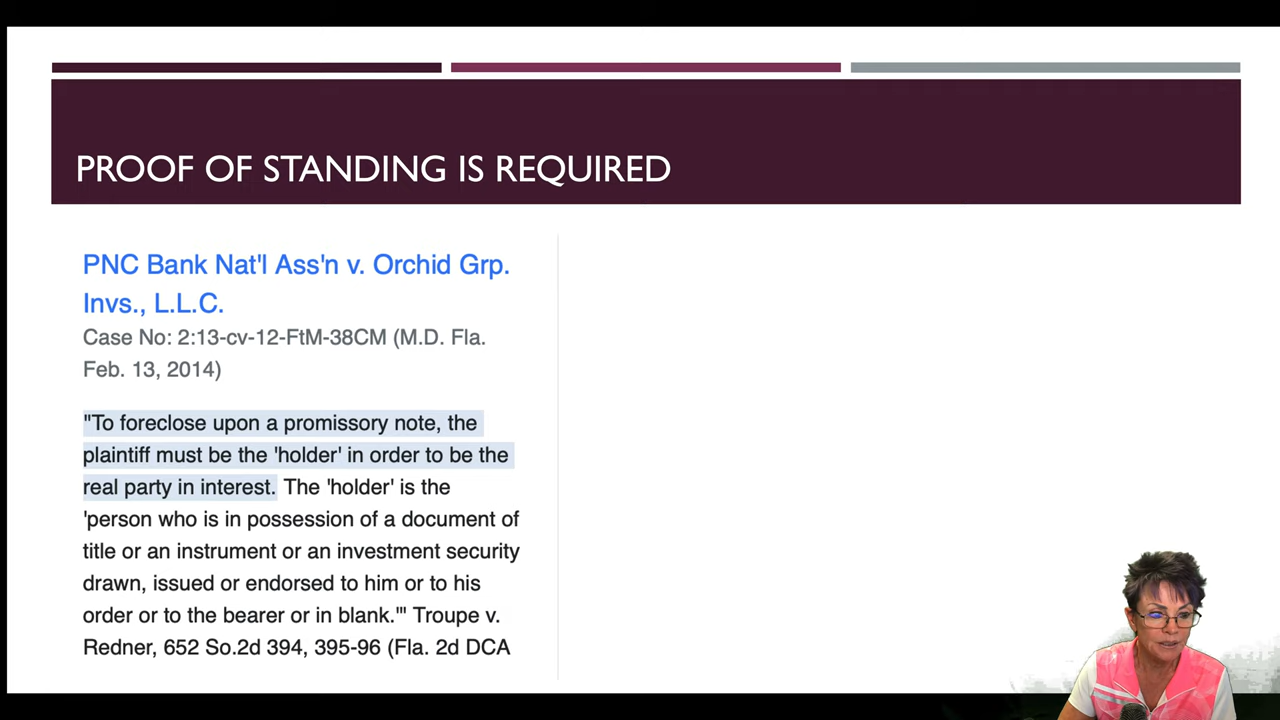 PROOF OF STANDING IS REQUIRED
PNC Bank Nat'l Ass'n v. Orchid Grp.
Invs., L.L.C.
Case No: 2:13-cv-12-FtM-38CM (M.D. Fla.
Feb. 13, 2014)
"To foreclose upon a promissory note, the
plaintiff must be the 'holder' in order to be the
real party in interest. The 'holder' is the
'person who is in possession of a document of
title or an instrument or an investment security
drawn, issued or endorsed to him or to his
order or to the bearer or in blank.'" Troupe v.
Redner, 652 So.2d 394, 395-96 (Fla. 2d DCA